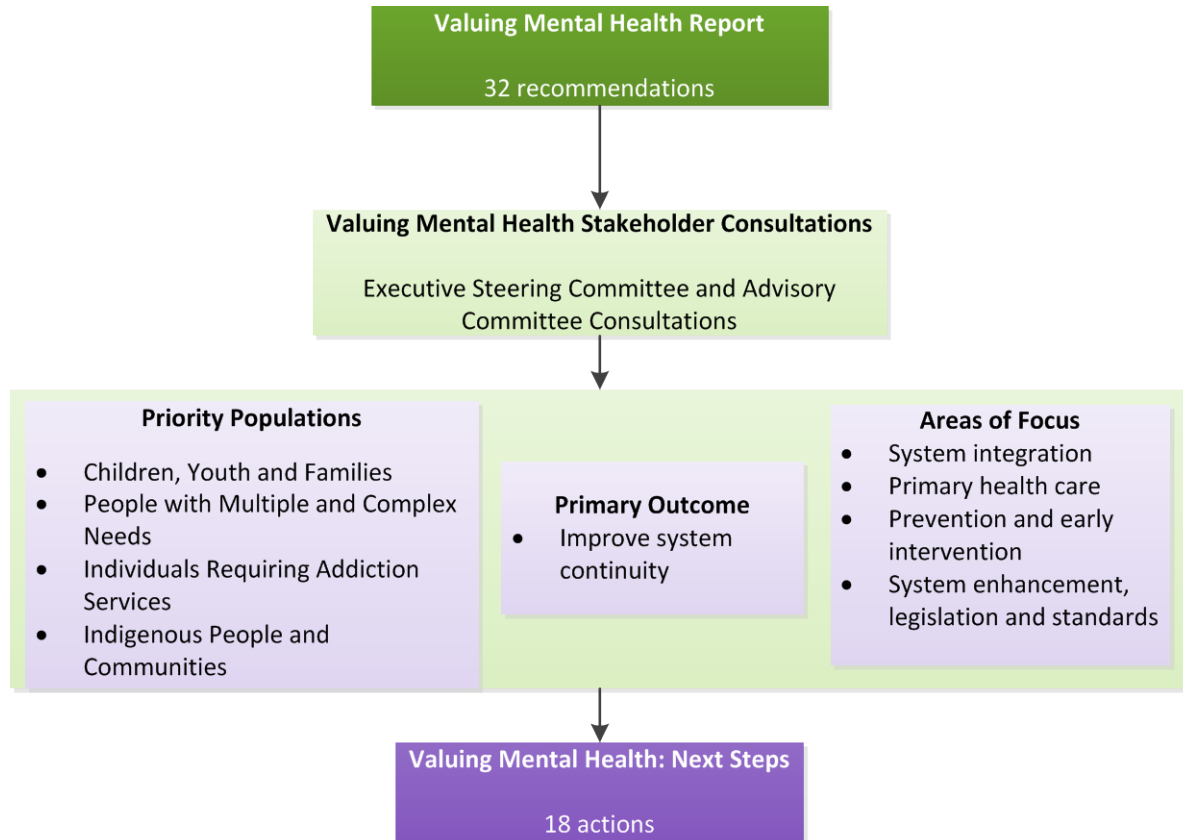 Valuing Mental Health Report
32 recommendations
Valuing Mental Health Stakeholder Consultations
Executive Steering Committee and Advisory
Committee Consultations
Priority Populations
• Children, Youth and Families
• People with Multiple and Complex
Needs
• Individuals Requiring Addiction
Services
• Indigenous People and
Communities
Primary Outcome
• Improve system
continuity
Areas of Focus
• System integration
• Primary health care
• Prevention and early
intervention
• System enhancement,
legislation and standards
Valuing Mental Health: Next Steps
18 actions